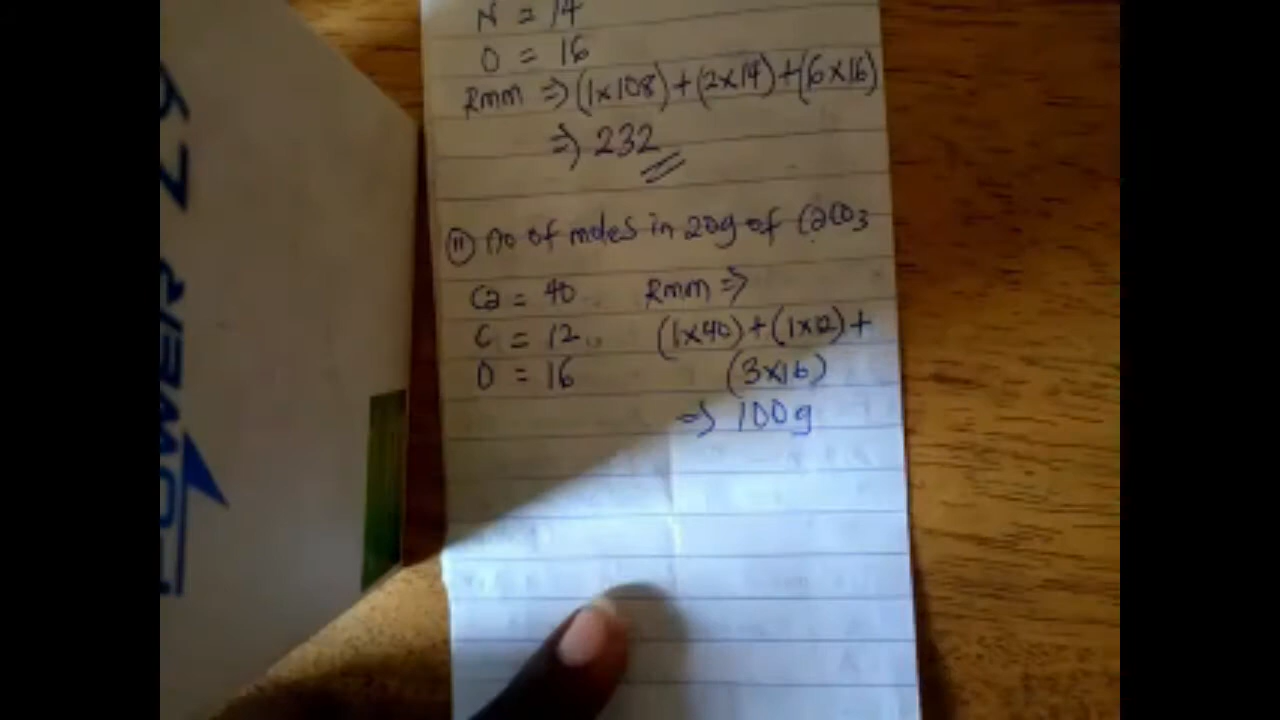 N = 14
O = 16
Rmm => (1x108) + (2x14) + (6x16)
=> 232
(ii) no of moles in 20g of CaCO3
Ca = 40 Rmm =>
C = 12 (1x40) + (1x12) +
O = 16 (3x16)
=> 100g